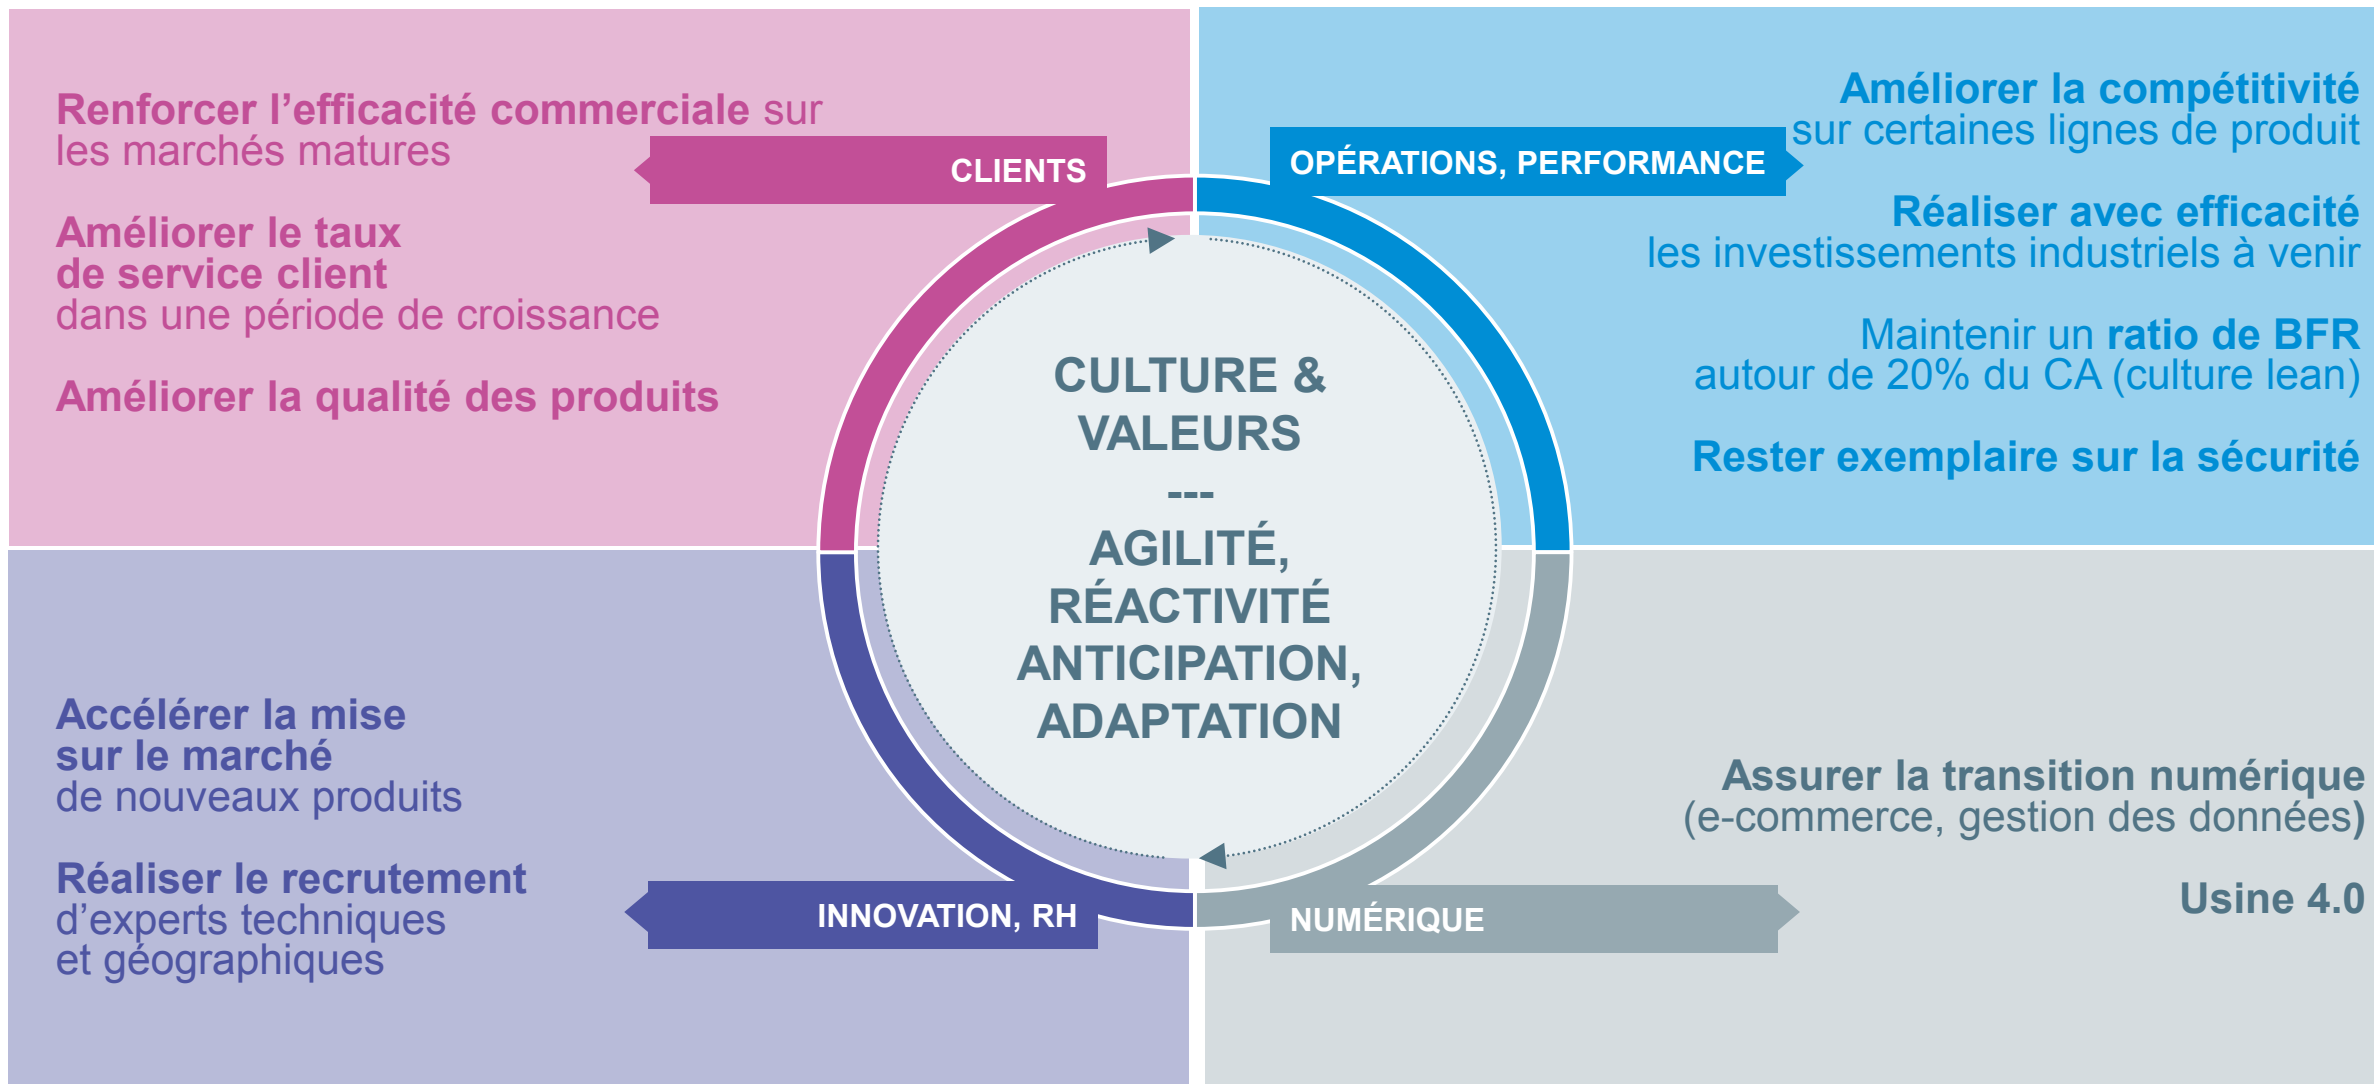 Renforcer l’efficacité commerciale sur
les marchés matures
Améliorer le taux
de service client
dans une période de croissance
Améliorer la qualité des produits
CLIENTS
OPÉRATIONS, PERFORMANCE
Améliorer la compétitivité
sur certaines lignes de produit
Réaliser avec efficacité
les investissements industriels à venir
Maintenir un ratio de BFR
autour de 20% du CA (culture lean)
Rester exemplaire sur la sécurité
CULTURE &
VALEURS
---
AGILITÉ,
RÉACTIVITÉ
ANTICIPATION,
ADAPTATION
Accélérer la mise
sur le marché
de nouveaux produits
Réaliser le recrutement
d’experts techniques
et géographiques
INNOVATION, RH
NUMÉRIQUE
Assurer la transition numérique
(e-commerce, gestion des données)
Usine 4.0